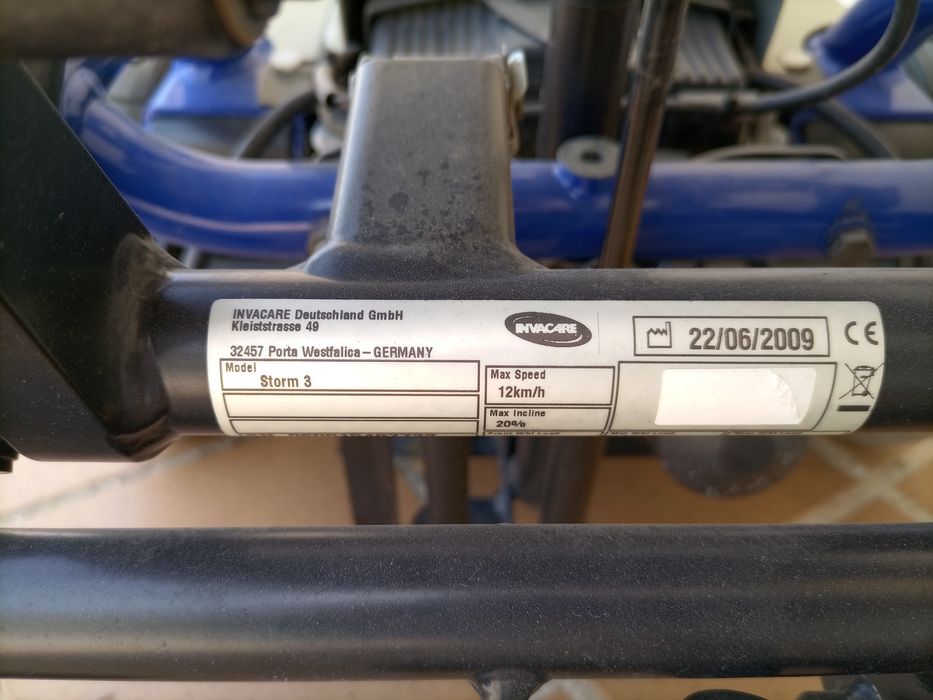 INVACARE Deutschland GmbH
Kleiststrasse 49
32457 Porta Westfalica – GERMANY
INVACARE
22/06/2009
CE
Model
Storm 3
Max Speed
12km/h
Max Incline
20%